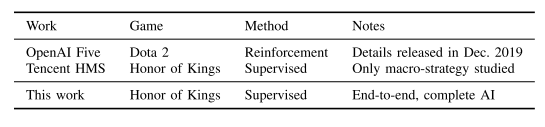 Work Game Method Notes
OpenAI Five Dota 2 Reinforcement Details released in Dec. 2019
Tencent HMS Honor of Kings Supervised Only macro-strategy studied
This work Honor of Kings Supervised End-to-end, complete AI